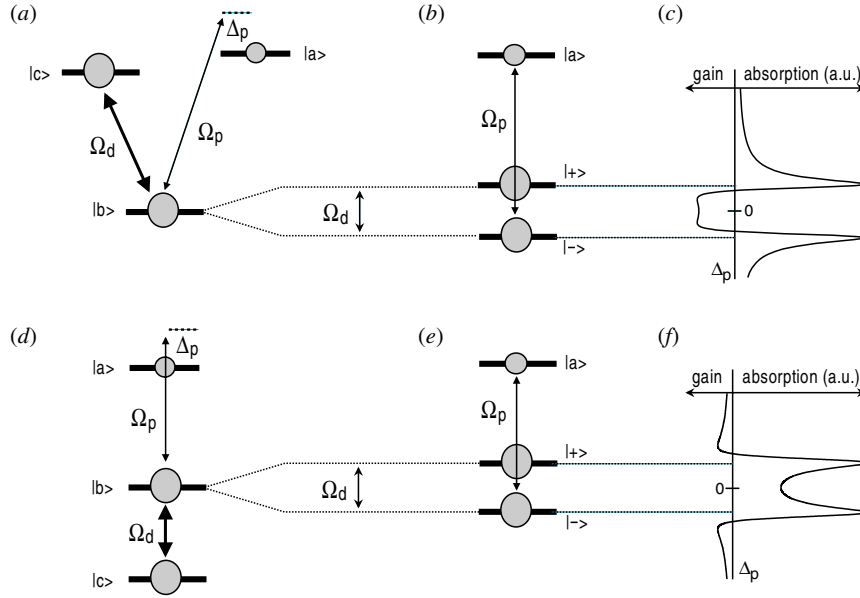 (a) (b) (c)
Δp
|a> |a>
gain absorption (a.u.)
|c>
Ωp
Ωp
Ωd
|+>
|b> Ωd 0
|−>
Δp
(d) (e) (f)
Δp
|a> |a>
gain absorption (a.u.)
Ωp Ωp
|+>
|b> Ωd 0
Ωd |−>
|c> Δp